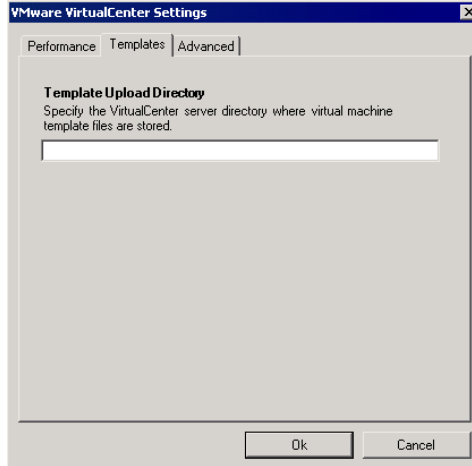 VMware VirtualCenter Settings
Performance Templates Advanced
Template Upload Directory
Specify the VirtualCenter server directory where virtual machine
template files are stored.
Ok Cancel